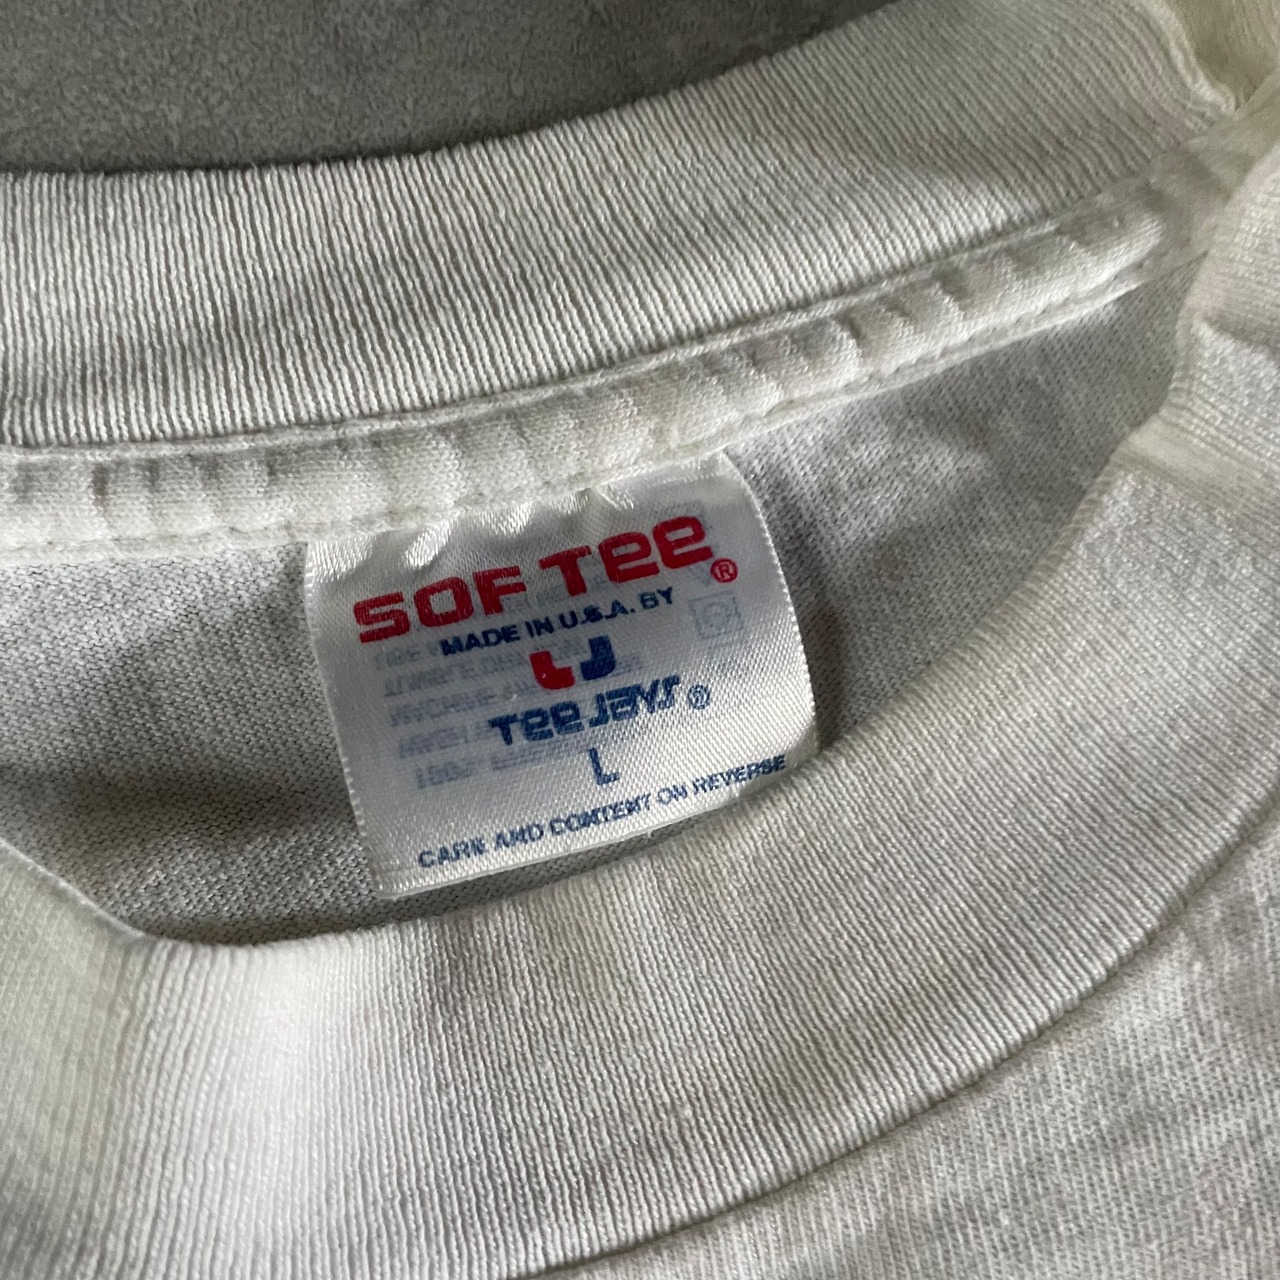 SOF TEE®
MADE IN U.S.A. BY
TEE JAYS®
L
CARE AND CONTENT ON REVERSE